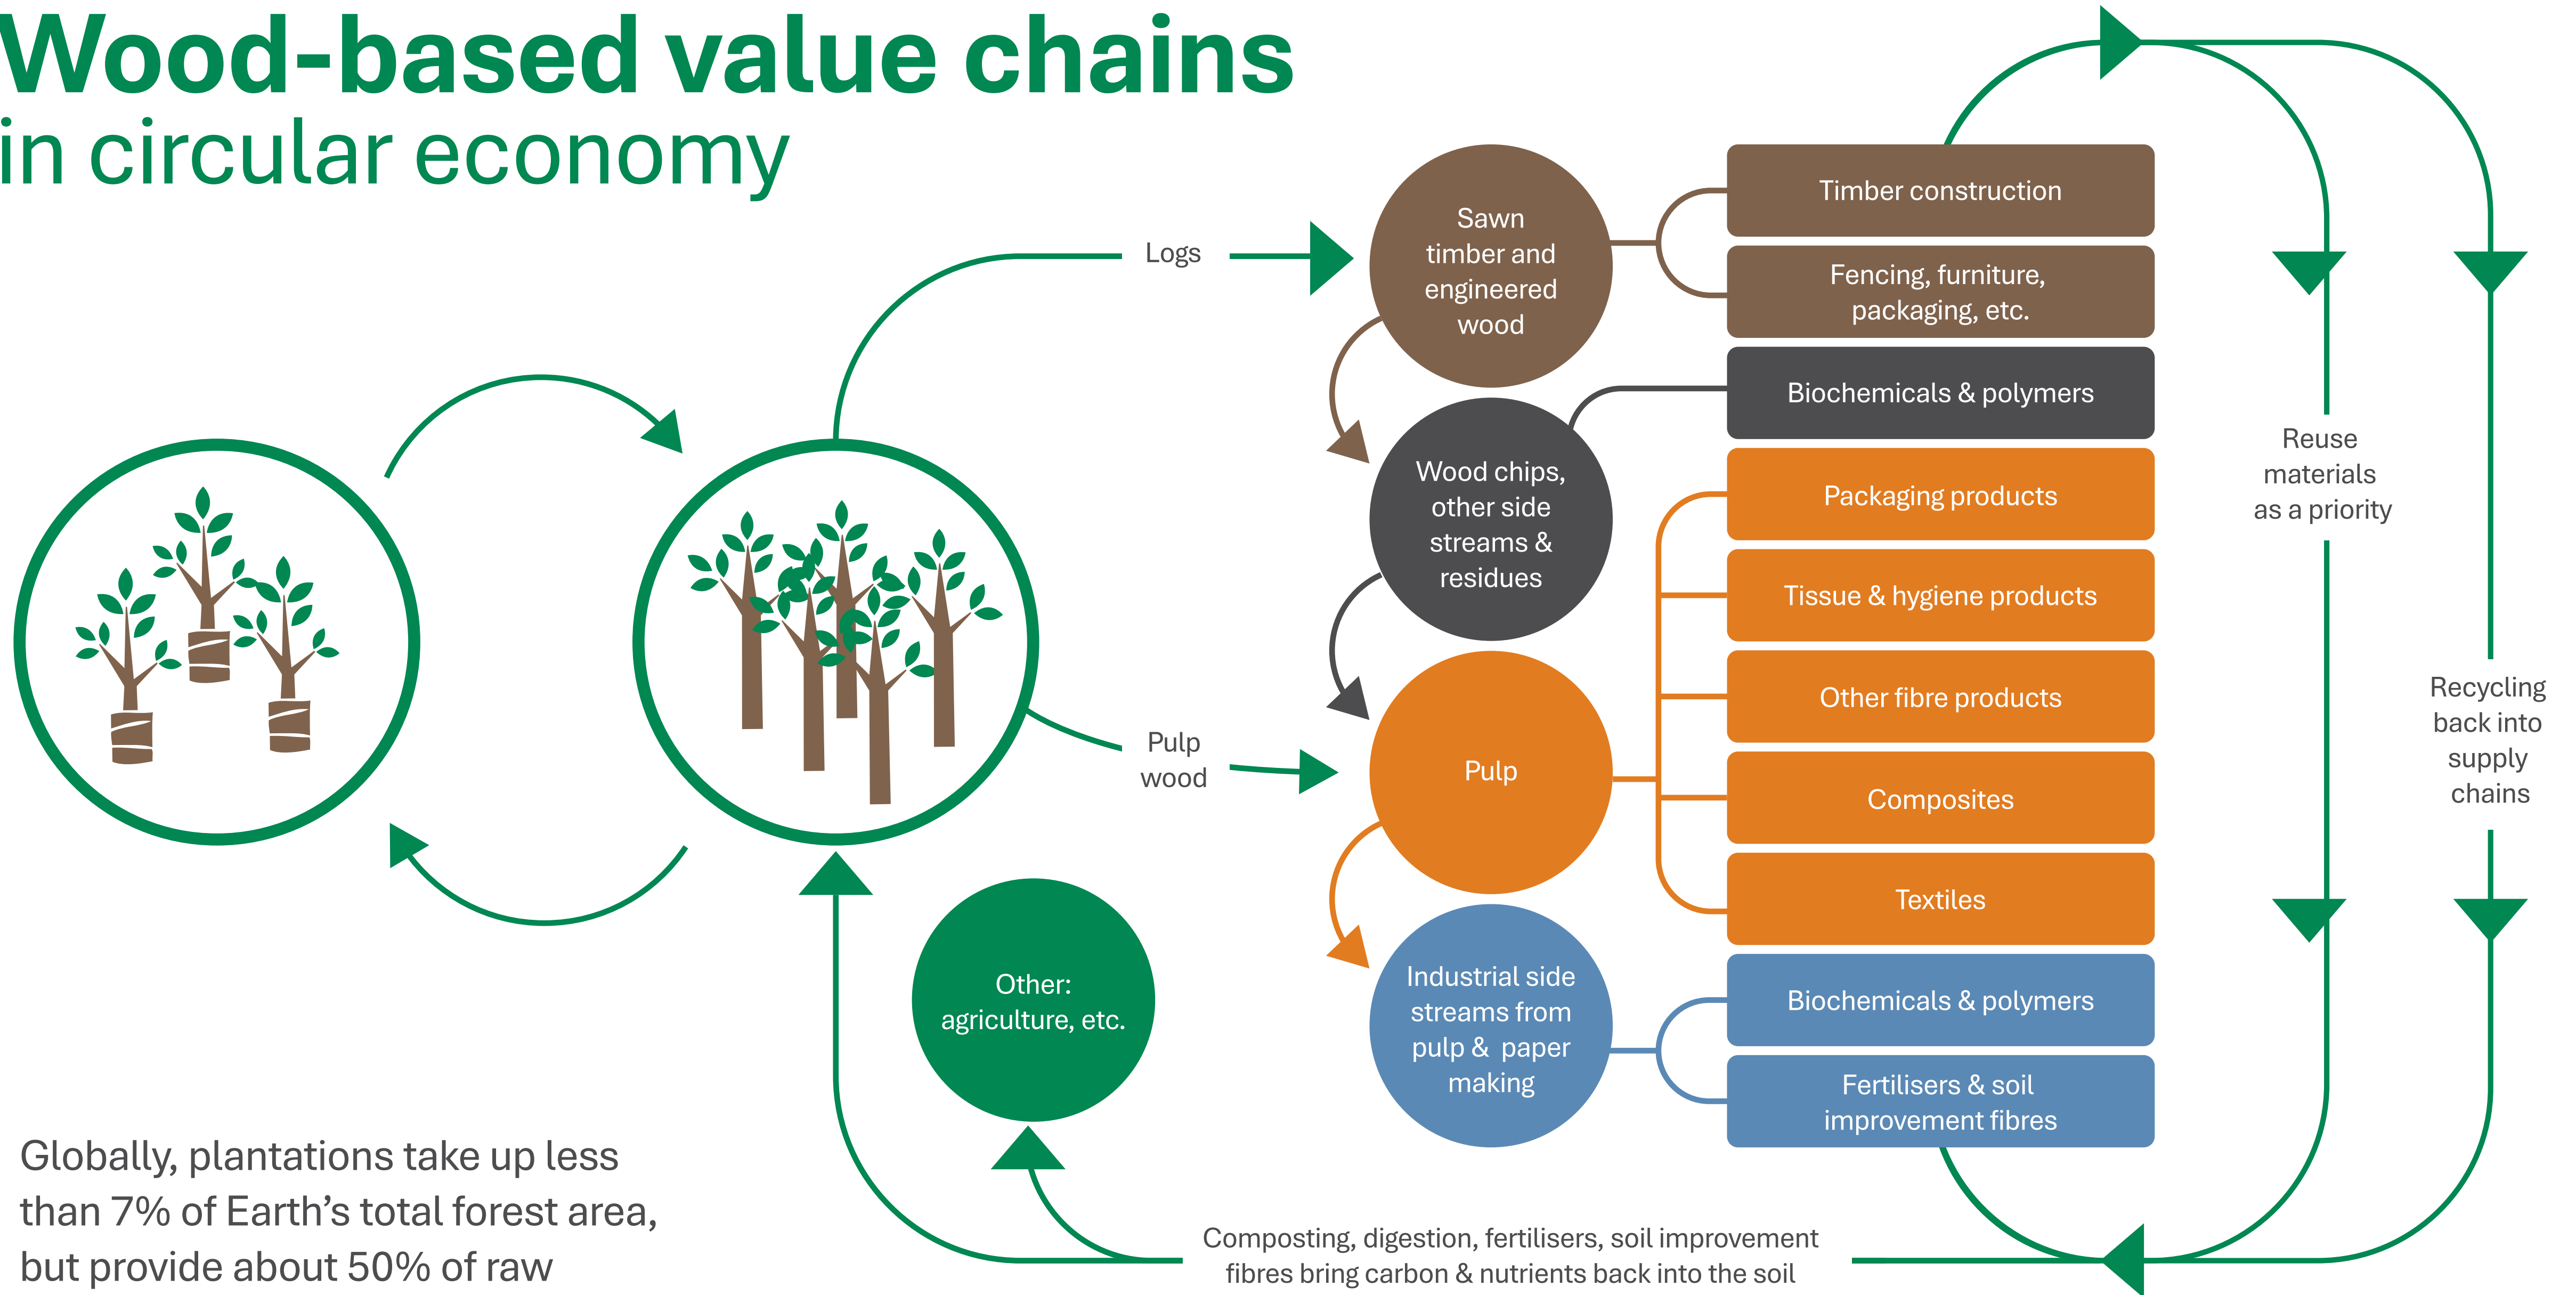 Wood-based value chains
in circular economy
Logs
Pulp
wood
Sawn
timber and
engineered
wood
Wood chips,
other side
streams &
residues
Pulp
Industrial side
streams from
pulp & paper
making
Timber construction
Fencing, furniture,
packaging, etc.
Biochemicals & polymers
Packaging products
Tissue & hygiene products
Other fibre products
Composites
Textiles
Biochemicals & polymers
Fertilisers & soil
improvement fibres
Reuse
materials
as a priority
Recycling
back into
supply
chains
Other:
agriculture, etc.
Composting, digestion, fertilisers, soil improvement
fibres bring carbon & nutrients back into the soil
Globally, plantations take up less
than 7% of Earth’s total forest area,
but provide about 50% of raw